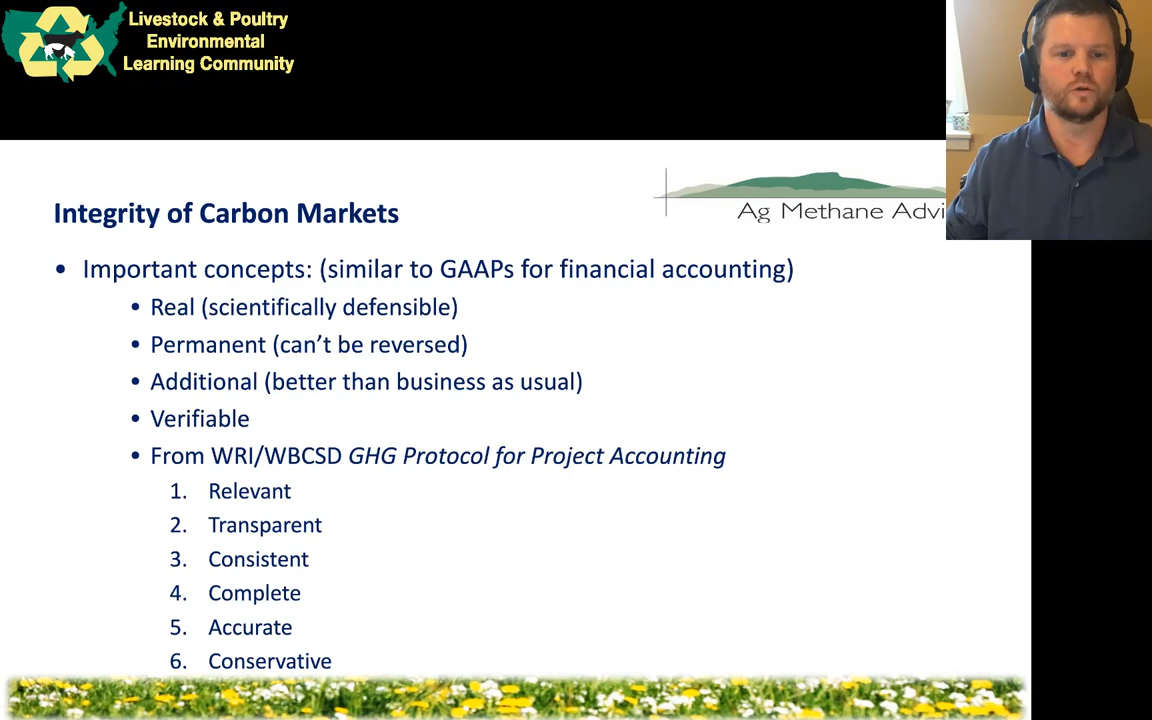 Livestock & Poultry
Environmental
Learning Community
Ag Methane Advi
Integrity of Carbon Markets
• Important concepts: (similar to GAAPs for financial accounting)
• Real (scientifically defensible)
• Permanent (can’t be reversed)
• Additional (better than business as usual)
• Verifiable
• From WRI/WBCSD GHG Protocol for Project Accounting
1. Relevant
2. Transparent
3. Consistent
4. Complete
5. Accurate
6. Conservative